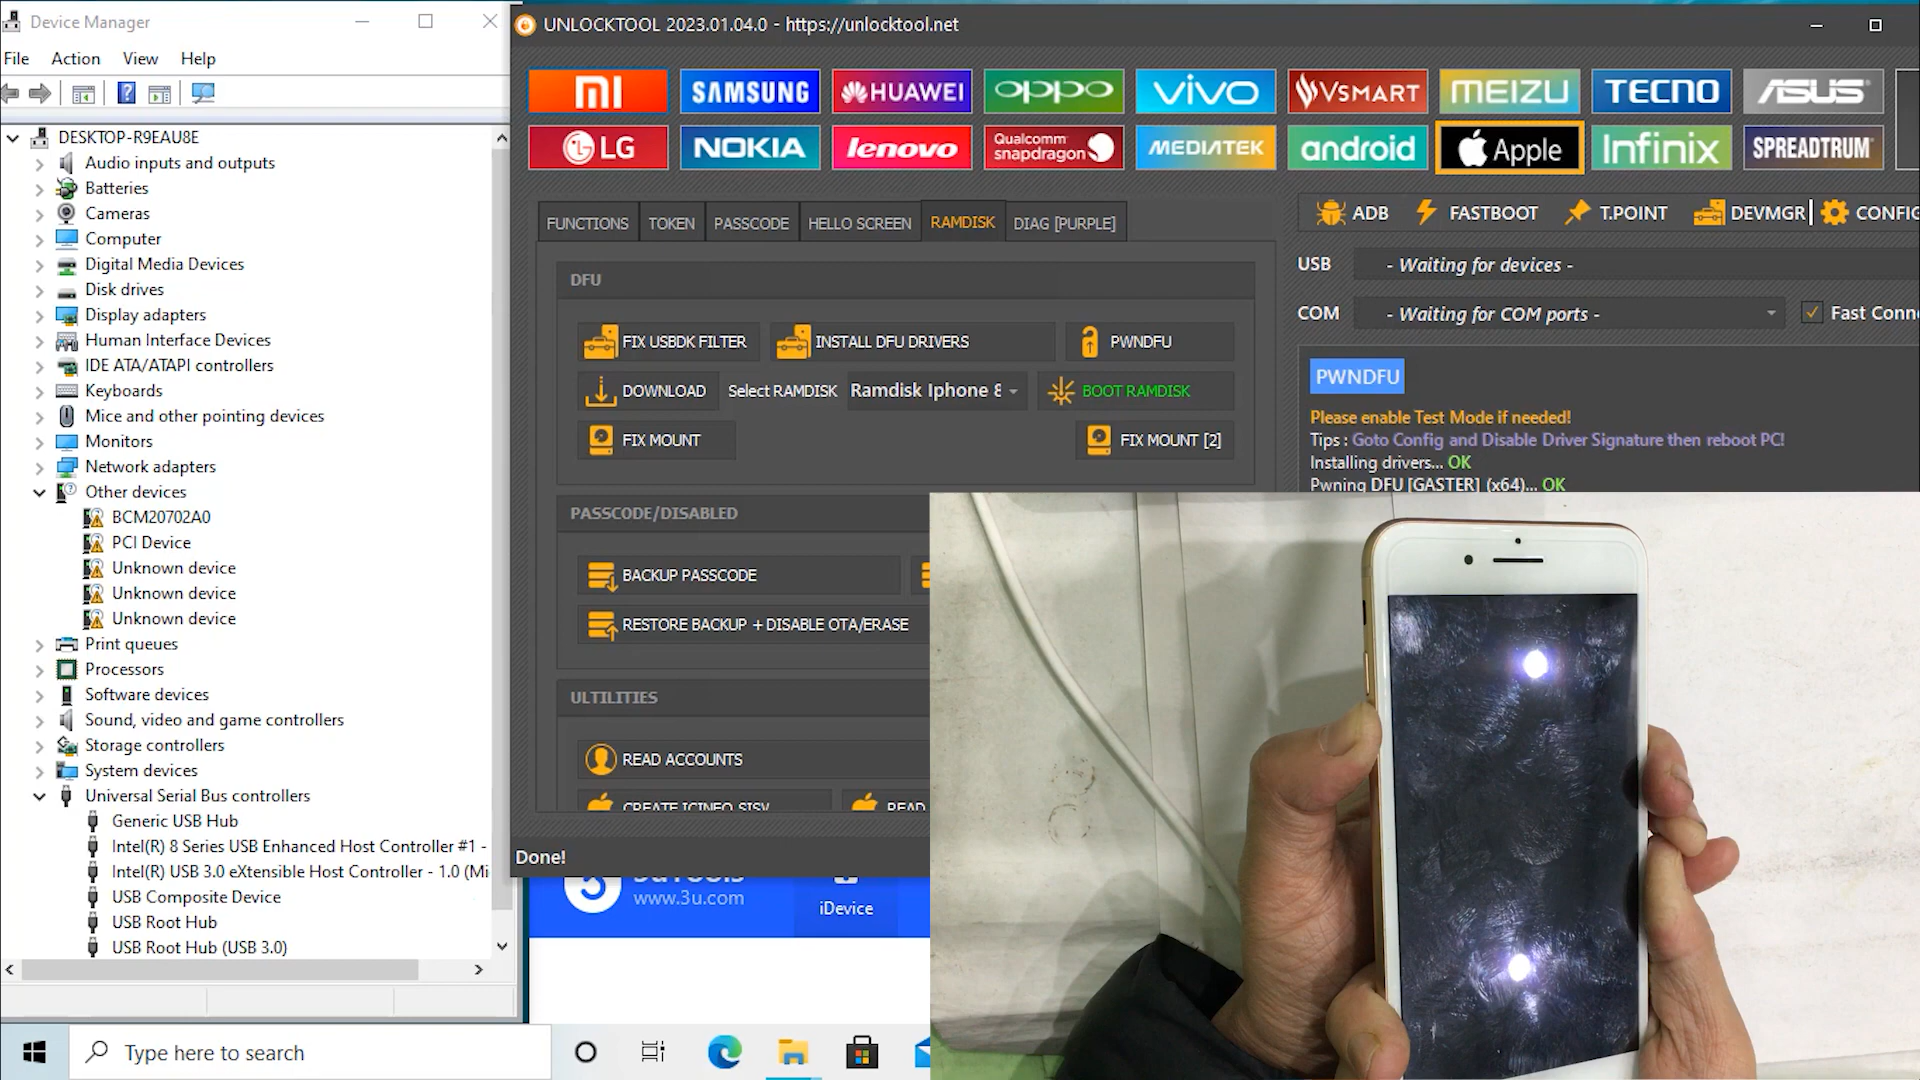 Device Manager
File Action View Help
DESKTOP-R9EAU8E
Audio inputs and outputs
Batteries
Cameras
Computer
Digital Media Devices
Disk drives
Display adapters
Human Interface Devices
IDE ATA/ATAPI controllers
Keyboards
Mice and other pointing devices
Monitors
Network adapters
Other devices
BCM20702A0
PCI Device
Unknown device
Unknown device
Unknown device
Print queues
Processors
Software devices
Sound, video and game controllers
Storage controllers
System devices
Universal Serial Bus controllers
Generic USB Hub
Intel(R) 8 Series USB Enhanced Host Controller #1 -
Intel(R) USB 3.0 eXtensible Host Controller - 1.0 (Mi
USB Composite Device
USB Root Hub
USB Root Hub (USB 3.0)
UNLOCKTOOL 2023.01.04.0 - https://unlocktool.net
MI SAMSUNG HUAWEI oppo vivo VSMART MEIZU TECNO ASUS
LG NOKIA lenovo Qualcomm snapdragon MEDIATEK android Apple Infinix SPREADTRUM
FUNCTIONS TOKEN PASSCODE HELLO SCREEN RAMDISK DIAG [PURPLE]
DFU
FIX USBDK FILTER INSTALL DFU DRIVERS PWNDFU
DOWNLOAD Select RAMDISK Ramdisk Iphone 8 BOOT RAMDISK
FIX MOUNT FIX MOUNT [2]
PASSCODE/DISABLED
BACKUP PASSCODE
RESTORE BACKUP + DISABLE OTA/ERASE
ULTILITIES
READ ACCOUNTS
CREATE ICINFO SISV READ
Done!
ADB FASTBOOT T.POINT DEVMGR CONFIG
USB - Waiting for devices -
COM - Waiting for COM ports - Fast Conn
PWNDFU
Please enable Test Mode if needed!
Tips : Goto Config and Disable Driver Signature then reboot PC!
Installing drivers... OK
Pwning DFU [GASTER] (x64)... OK
3uTools
www.3u.com
iDevice
Type here to search